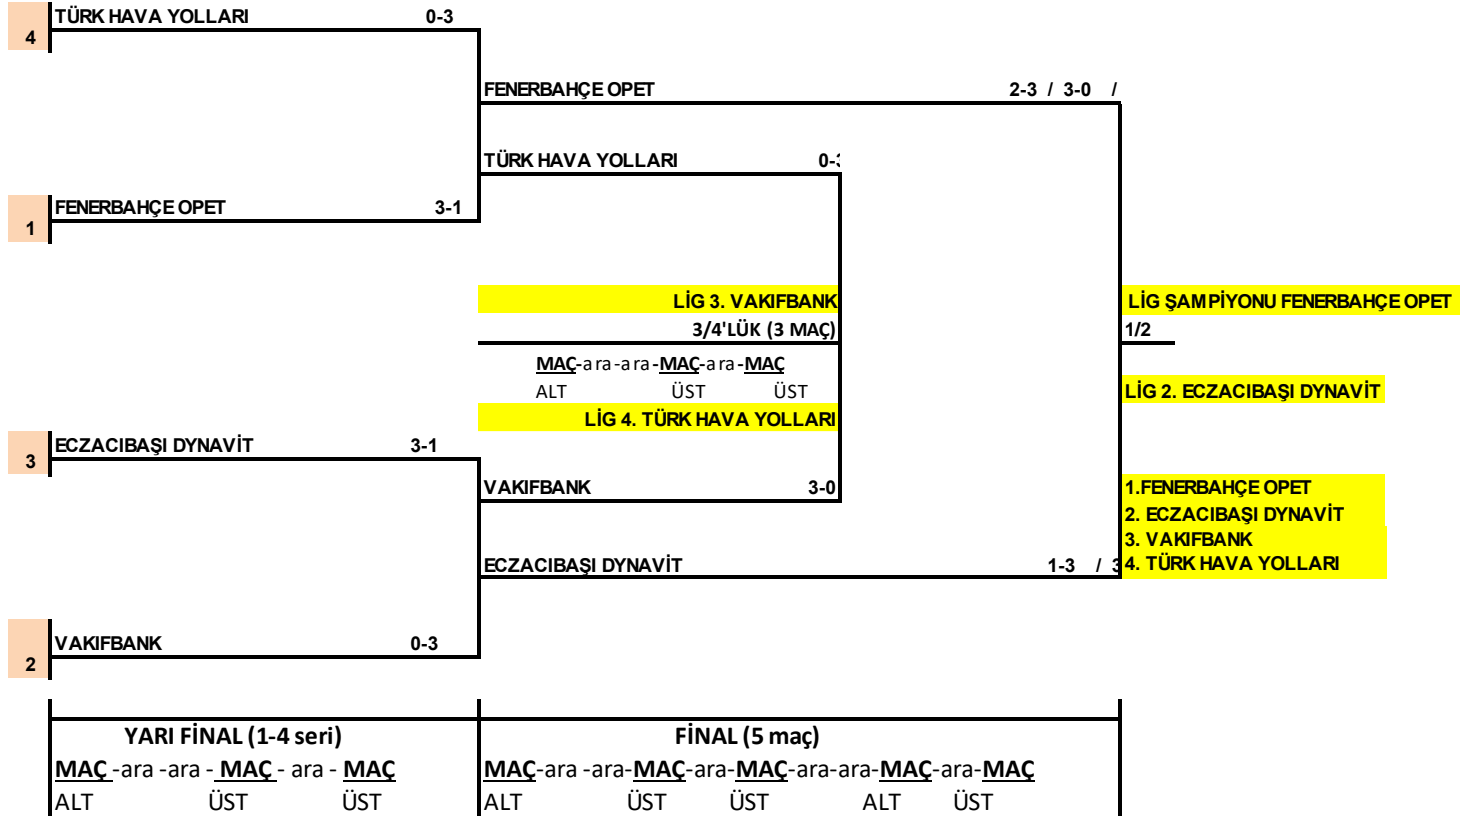 4
TÜRK HAVA YOLLARI 0-3
FENERBAHÇE OPET 2-3 / 3-0 /
TÜRK HAVA YOLLARI
1
FENERBAHÇE OPET 3-1
LİG 3. VAKIFBANK
LİG ŞAMPİYONU FENERBAHÇE OPET
3/4'LÜK (3 MAÇ)
1/2
MAÇ-ara-ara-MAÇ-ara-MAÇ
ALT ÜST ÜST
LİG 2. ECZACIBAŞI DYNAVİT
LİG 4. TÜRK HAVA YOLLARI
3
ECZACIBAŞI DYNAVİT 3-1
VAKIFBANK 3-0
1.FENERBAHÇE OPET
2. ECZACIBAŞI DYNAVİT
3. VAKIFBANK
ECZACIBAŞI DYNAVİT 1-3 /
4. TÜRK HAVA YOLLARI
2
VAKIFBANK 0-3
YARI FİNAL (1-4 seri)
FİNAL (5 maç)
MAÇ -ara -ara - MAÇ - ara - MAÇ
MAÇ-ara -ara-MAÇ-ara-MAÇ-ara-ara-MAÇ-ara-MAÇ
ALT ÜST ÜST
ALT ÜST ÜST ALT ÜST